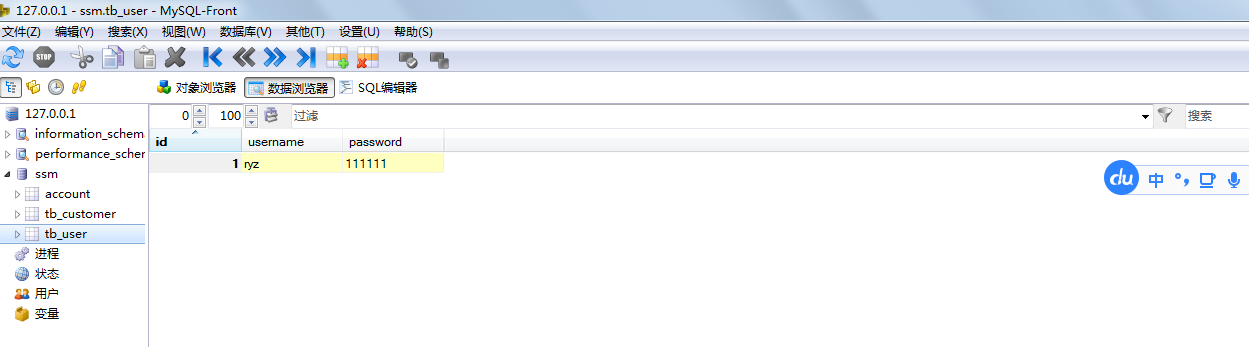 127.0.0.1 - ssm.tb_user - MySQL-Front
文件(Z) 编辑(Y) 搜索(X) 视图(W) 数据库(V) 其他(T) 设置(U) 帮助(S)
STOP
对象浏览器 数据浏览器 SQL编辑器
127.0.0.1 0 100 过滤 搜索
information_schema
id username password
performance_scher
1 ryz 111111
ssm
du 中 °,
account
tb_customer
tb_user
进程
状态
用户
变量